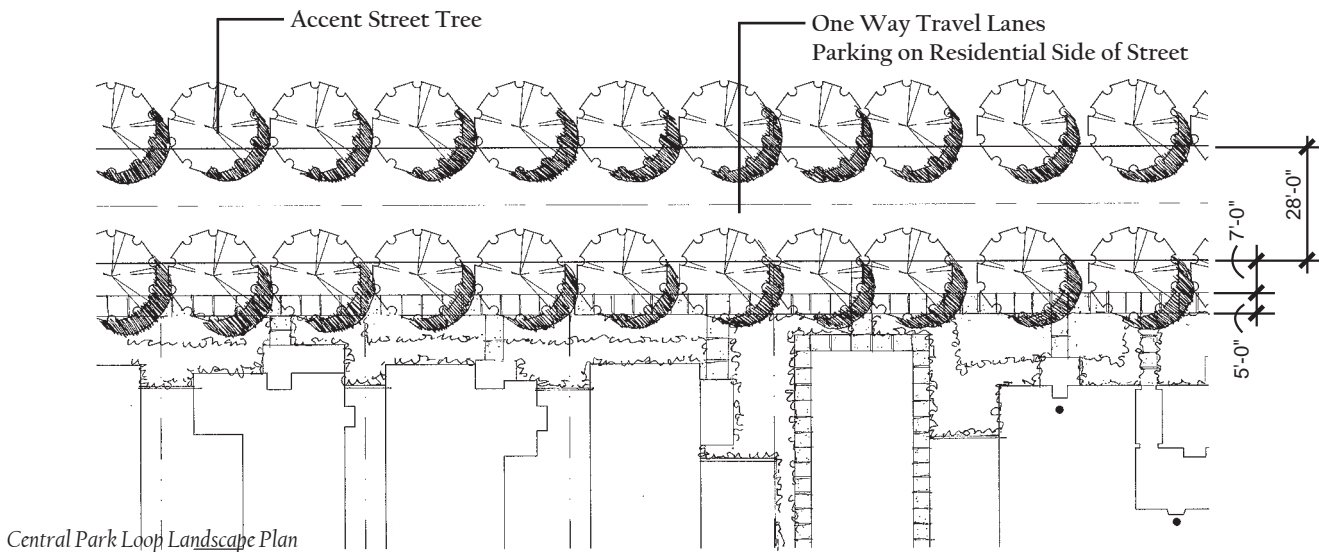 Accent Street Tree
One Way Travel Lanes
Parking on Residential Side of Street
28'-0"
7'-0"
5'-0"
Central Park Loop Landscape Plan